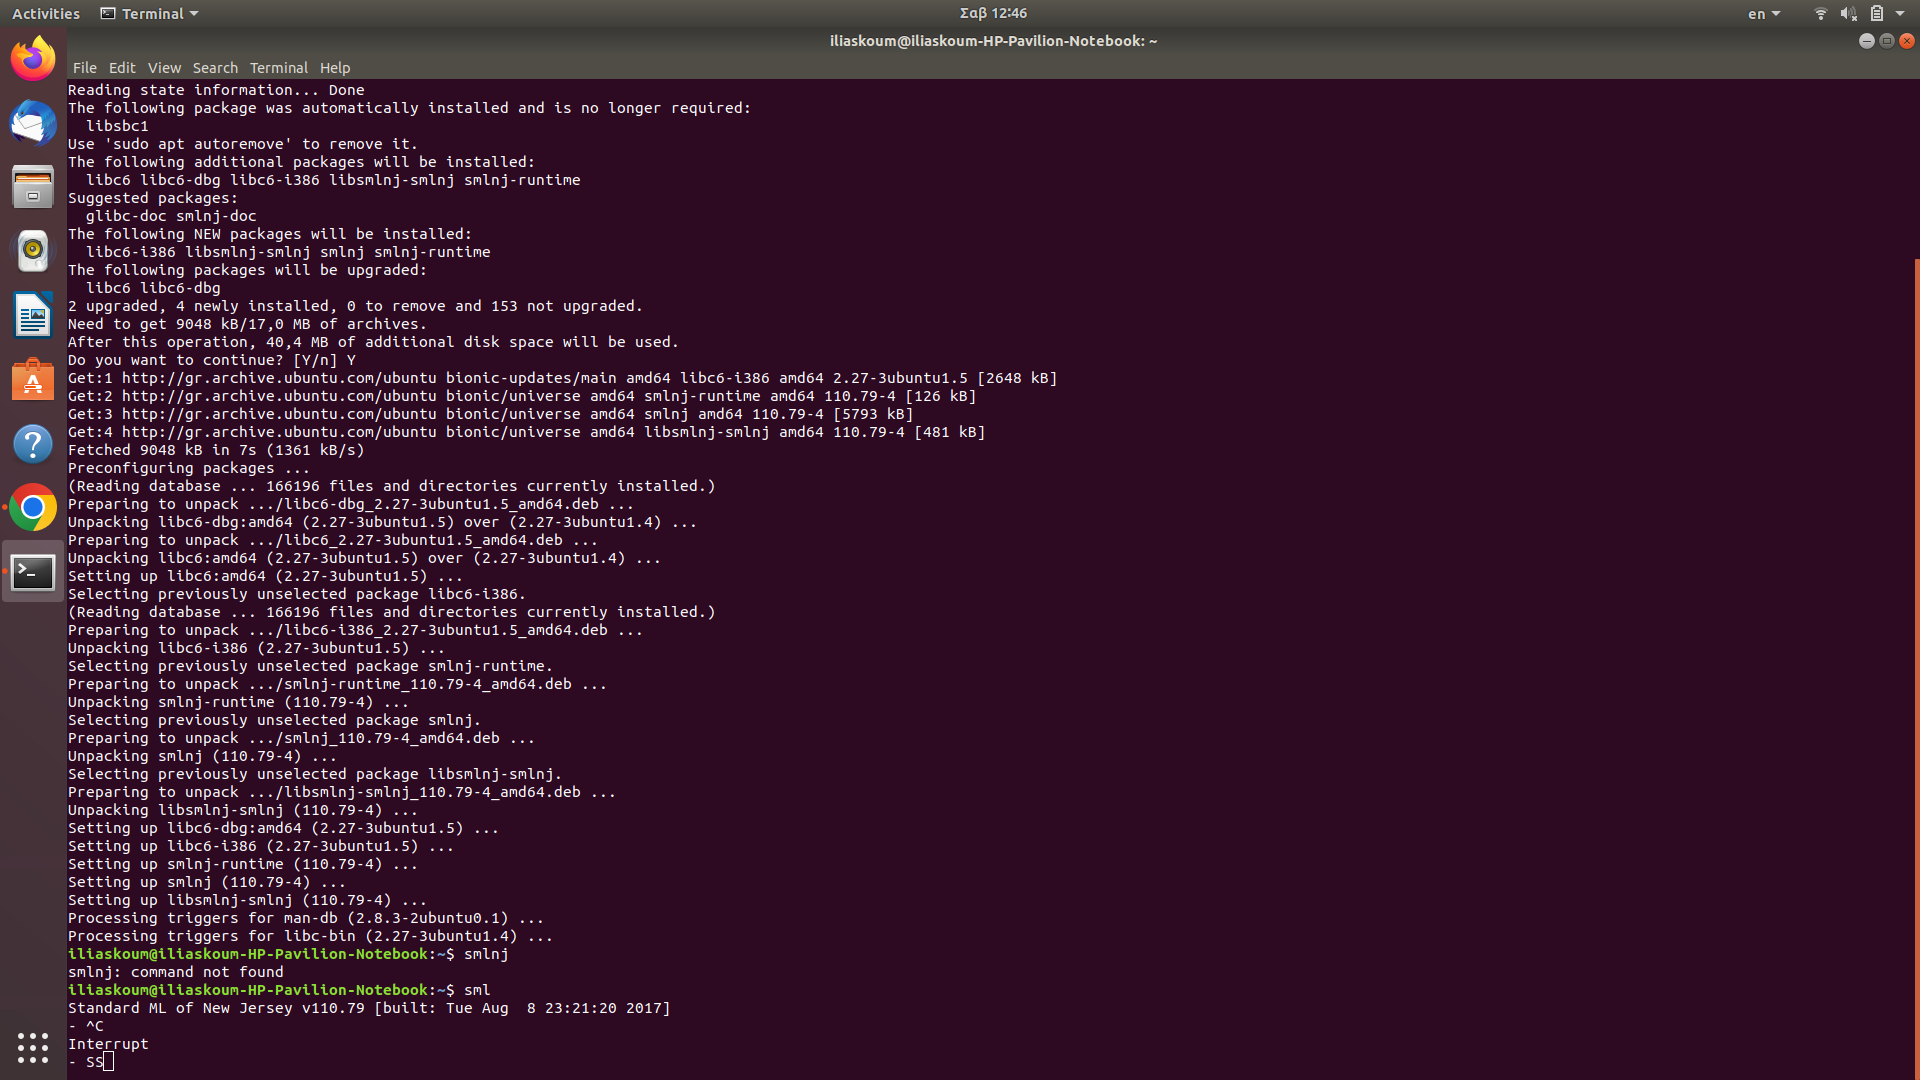 Activities Terminal Σαβ 12:46 en
iliaskoum@iliaskoum-HP-Pavilion-Notebook: ~
File Edit View Search Terminal Help
Reading state information... Done
The following package was automatically installed and is no longer required:
  libsbc1
Use 'sudo apt autoremove' to remove it.
The following additional packages will be installed:
  libc6 libc6-dbg libc6-i386 libsmlnj-smlnj smlnj-runtime
Suggested packages:
  glibc-doc smlnj-doc
The following NEW packages will be installed:
  libc6-i386 libsmlnj-smlnj smlnj smlnj-runtime
The following packages will be upgraded:
  libc6 libc6-dbg
2 upgraded, 4 newly installed, 0 to remove and 153 not upgraded.
Need to get 9048 kB/17,0 MB of archives.
After this operation, 40,4 MB of additional disk space will be used.
Do you want to continue? [Y/n] Y
Get:1 http://gr.archive.ubuntu.com/ubuntu bionic-updates/main amd64 libc6-i386 amd64 2.27-3ubuntu1.5 [2648 kB]
Get:2 http://gr.archive.ubuntu.com/ubuntu bionic/universe amd64 smlnj-runtime amd64 110.79-4 [126 kB]
Get:3 http://gr.archive.ubuntu.com/ubuntu bionic/universe amd64 smlnj amd64 110.79-4 [5793 kB]
Get:4 http://gr.archive.ubuntu.com/ubuntu bionic/universe amd64 libsmlnj-smlnj amd64 110.79-4 [481 kB]
Fetched 9048 kB in 7s (1361 kB/s)
Preconfiguring packages ...
(Reading database ... 166196 files and directories currently installed.)
Preparing to unpack .../libc6-dbg_2.27-3ubuntu1.5_amd64.deb ...
Unpacking libc6-dbg:amd64 (2.27-3ubuntu1.5) over (2.27-3ubuntu1.4) ...
Preparing to unpack .../libc6_2.27-3ubuntu1.5_amd64.deb ...
Unpacking libc6:amd64 (2.27-3ubuntu1.5) over (2.27-3ubuntu1.4) ...
Setting up libc6:amd64 (2.27-3ubuntu1.5) ...
Selecting previously unselected package libc6-i386.
(Reading database ... 166196 files and directories currently installed.)
Preparing to unpack .../libc6-i386_2.27-3ubuntu1.5_amd64.deb ...
Unpacking libc6-i386 (2.27-3ubuntu1.5) ...
Selecting previously unselected package smlnj-runtime.
Preparing to unpack .../smlnj-runtime_110.79-4_amd64.deb ...
Unpacking smlnj-runtime (110.79-4) ...
Selecting previously unselected package smlnj.
Preparing to unpack .../smlnj_110.79-4_amd64.deb ...
Unpacking smlnj (110.79-4) ...
Selecting previously unselected package libsmlnj-smlnj.
Preparing to unpack .../libsmlnj-smlnj_110.79-4_amd64.deb ...
Unpacking libsmlnj-smlnj (110.79-4) ...
Setting up libc6-dbg:amd64 (2.27-3ubuntu1.5) ...
Setting up libc6-i386 (2.27-3ubuntu1.5) ...
Setting up smlnj-runtime (110.79-4) ...
Setting up smlnj (110.79-4) ...
Setting up libsmlnj-smlnj (110.79-4) ...
Processing triggers for man-db (2.8.3-2ubuntu0.1) ...
Processing triggers for libc-bin (2.27-3ubuntu1.4) ...
iliaskoum@iliaskoum-HP-Pavilion-Notebook:~$ smlnj
smlnj: command not found
iliaskoum@iliaskoum-HP-Pavilion-Notebook:~$ sml
Standard ML of New Jersey v110.79 [built: Tue Aug  8 23:21:20 2017]
- ^C
Interrupt
- SS